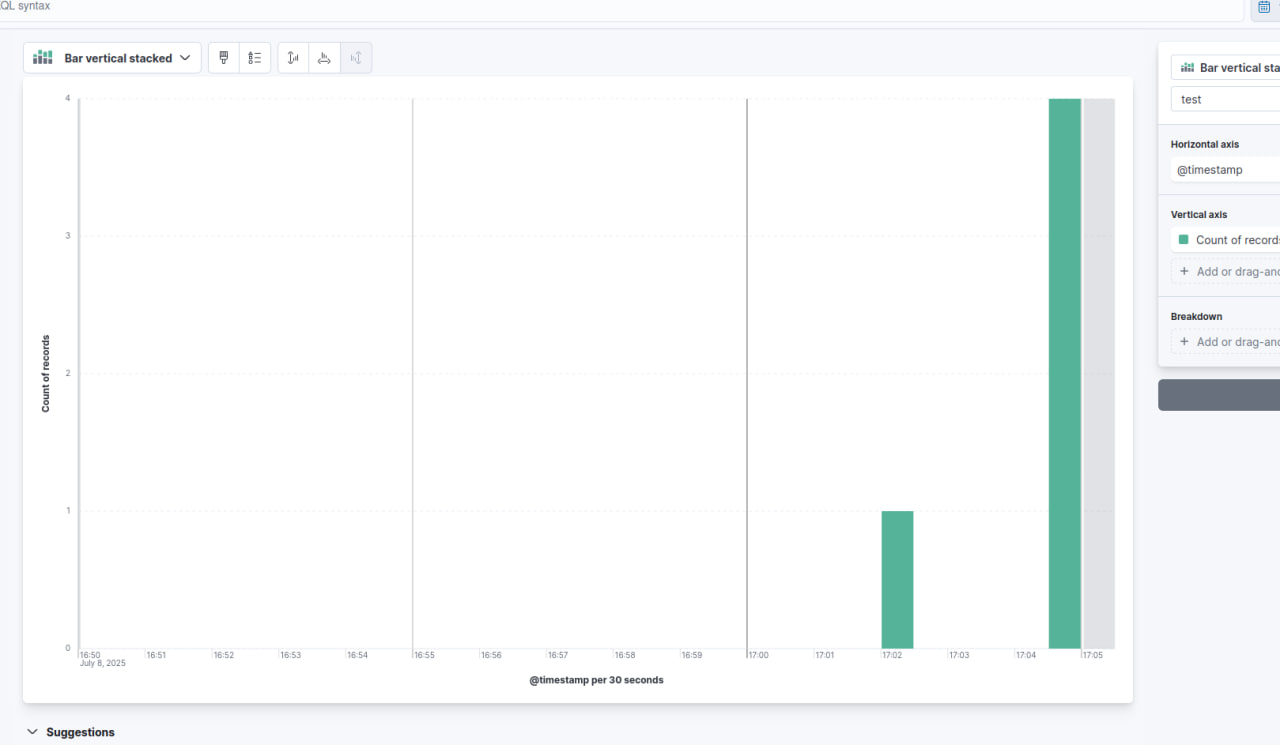 QL syntax
Bar vertical stacked
4
3
2
1
0
Count of records
16:50
16:51
16:52
16:53
16:54
16:55
16:56
16:57
16:58
16:59
17:00
17:01
17:02
17:03
17:04
17:05
July 8, 2025
@timestamp per 30 seconds
Suggestions
Bar vertical sta
test
Horizontal axis
@timestamp
Vertical axis
Count of records
+ Add or drag-and
Breakdown
+ Add or drag-and